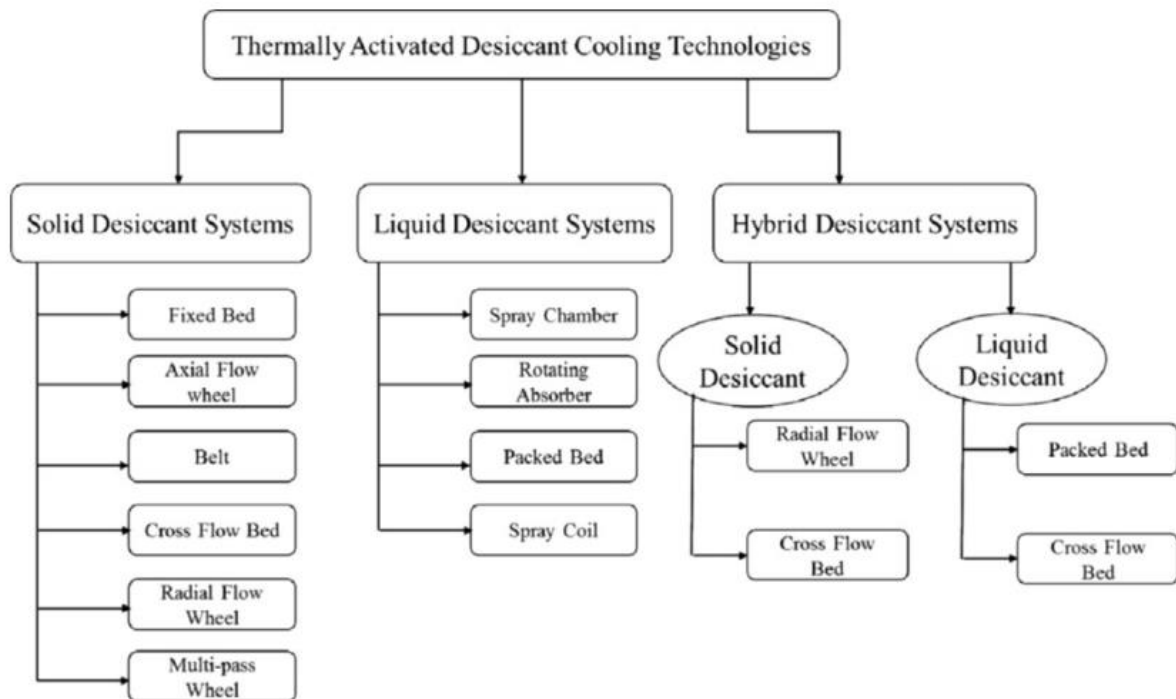 Thermally Activated Desiccant Cooling Technologies
Solid Desiccant Systems
Fixed Bed
Axial Flow
wheel
Belt
Cross Flow Bed
Radial Flow
Wheel
Multi-pass
Wheel
Liquid Desiccant Systems
Spray Chamber
Rotating
Absorber
Packed Bed
Spray Coil
Hybrid Desiccant Systems
Solid
Desiccant
Radial Flow
Wheel
Cross Flow
Bed
Liquid
Desiccant
Packed Bed
Cross Flow
Bed